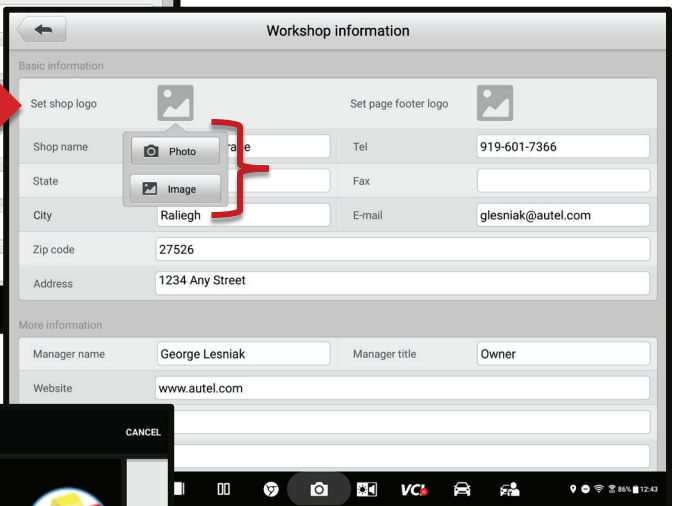 Workshop information
Basic information
Set shop logo
Set page footer logo
Shop name
Photo
Tel
919-601-7366
State
Image
Fax
City
Raliegh
E-mail
glesniak@autel.com
Zip code
27526
Address
1234 Any Street
More information
Manager name
George Lesniak
Manager title
Owner
Website
www.autel.com
CANCEL
VCI
86%
12:43